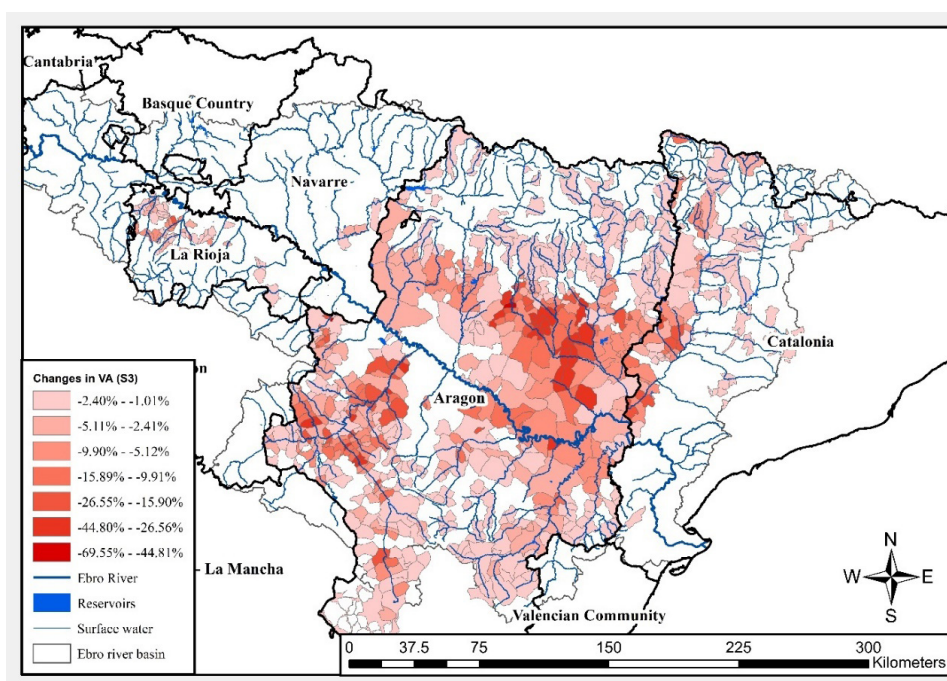 Cantabria
Basque Country
Navarre
La Rioja
Catalonia
Aragon
on
La Mancha
Valencian Community
Changes in VA (S3)
-2.40% - -1.01%
-5.11% - -2.41%
-9.90% - -5.12%
-15.89% - -9.91%
-26.55% - -15.90%
-44.80% - -26.56%
-69.55% - -44.81%
Ebro River
Reservoirs
Surface water
Ebro river basin
N
W E
S
0 37.5 75 150 225 300
Kilometers